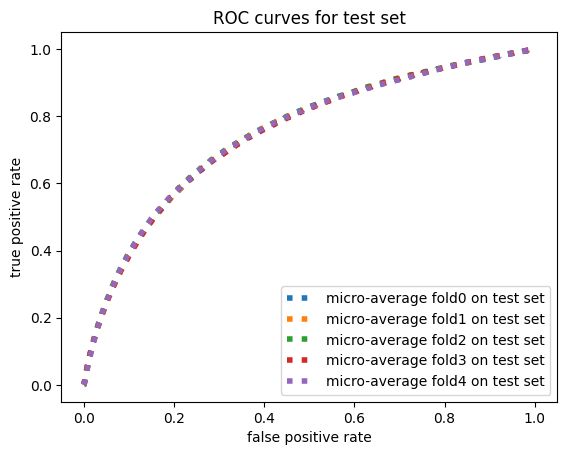 ROC curves for test set
true positive rate
1.0
0.8
0.6
0.4
0.2
0.0
micro-average fold0 on test set
micro-average fold1 on test set
micro-average fold2 on test set
micro-average fold3 on test set
micro-average fold4 on test set
0.0 0.2 0.4 0.6 0.8 1.0
false positive rate